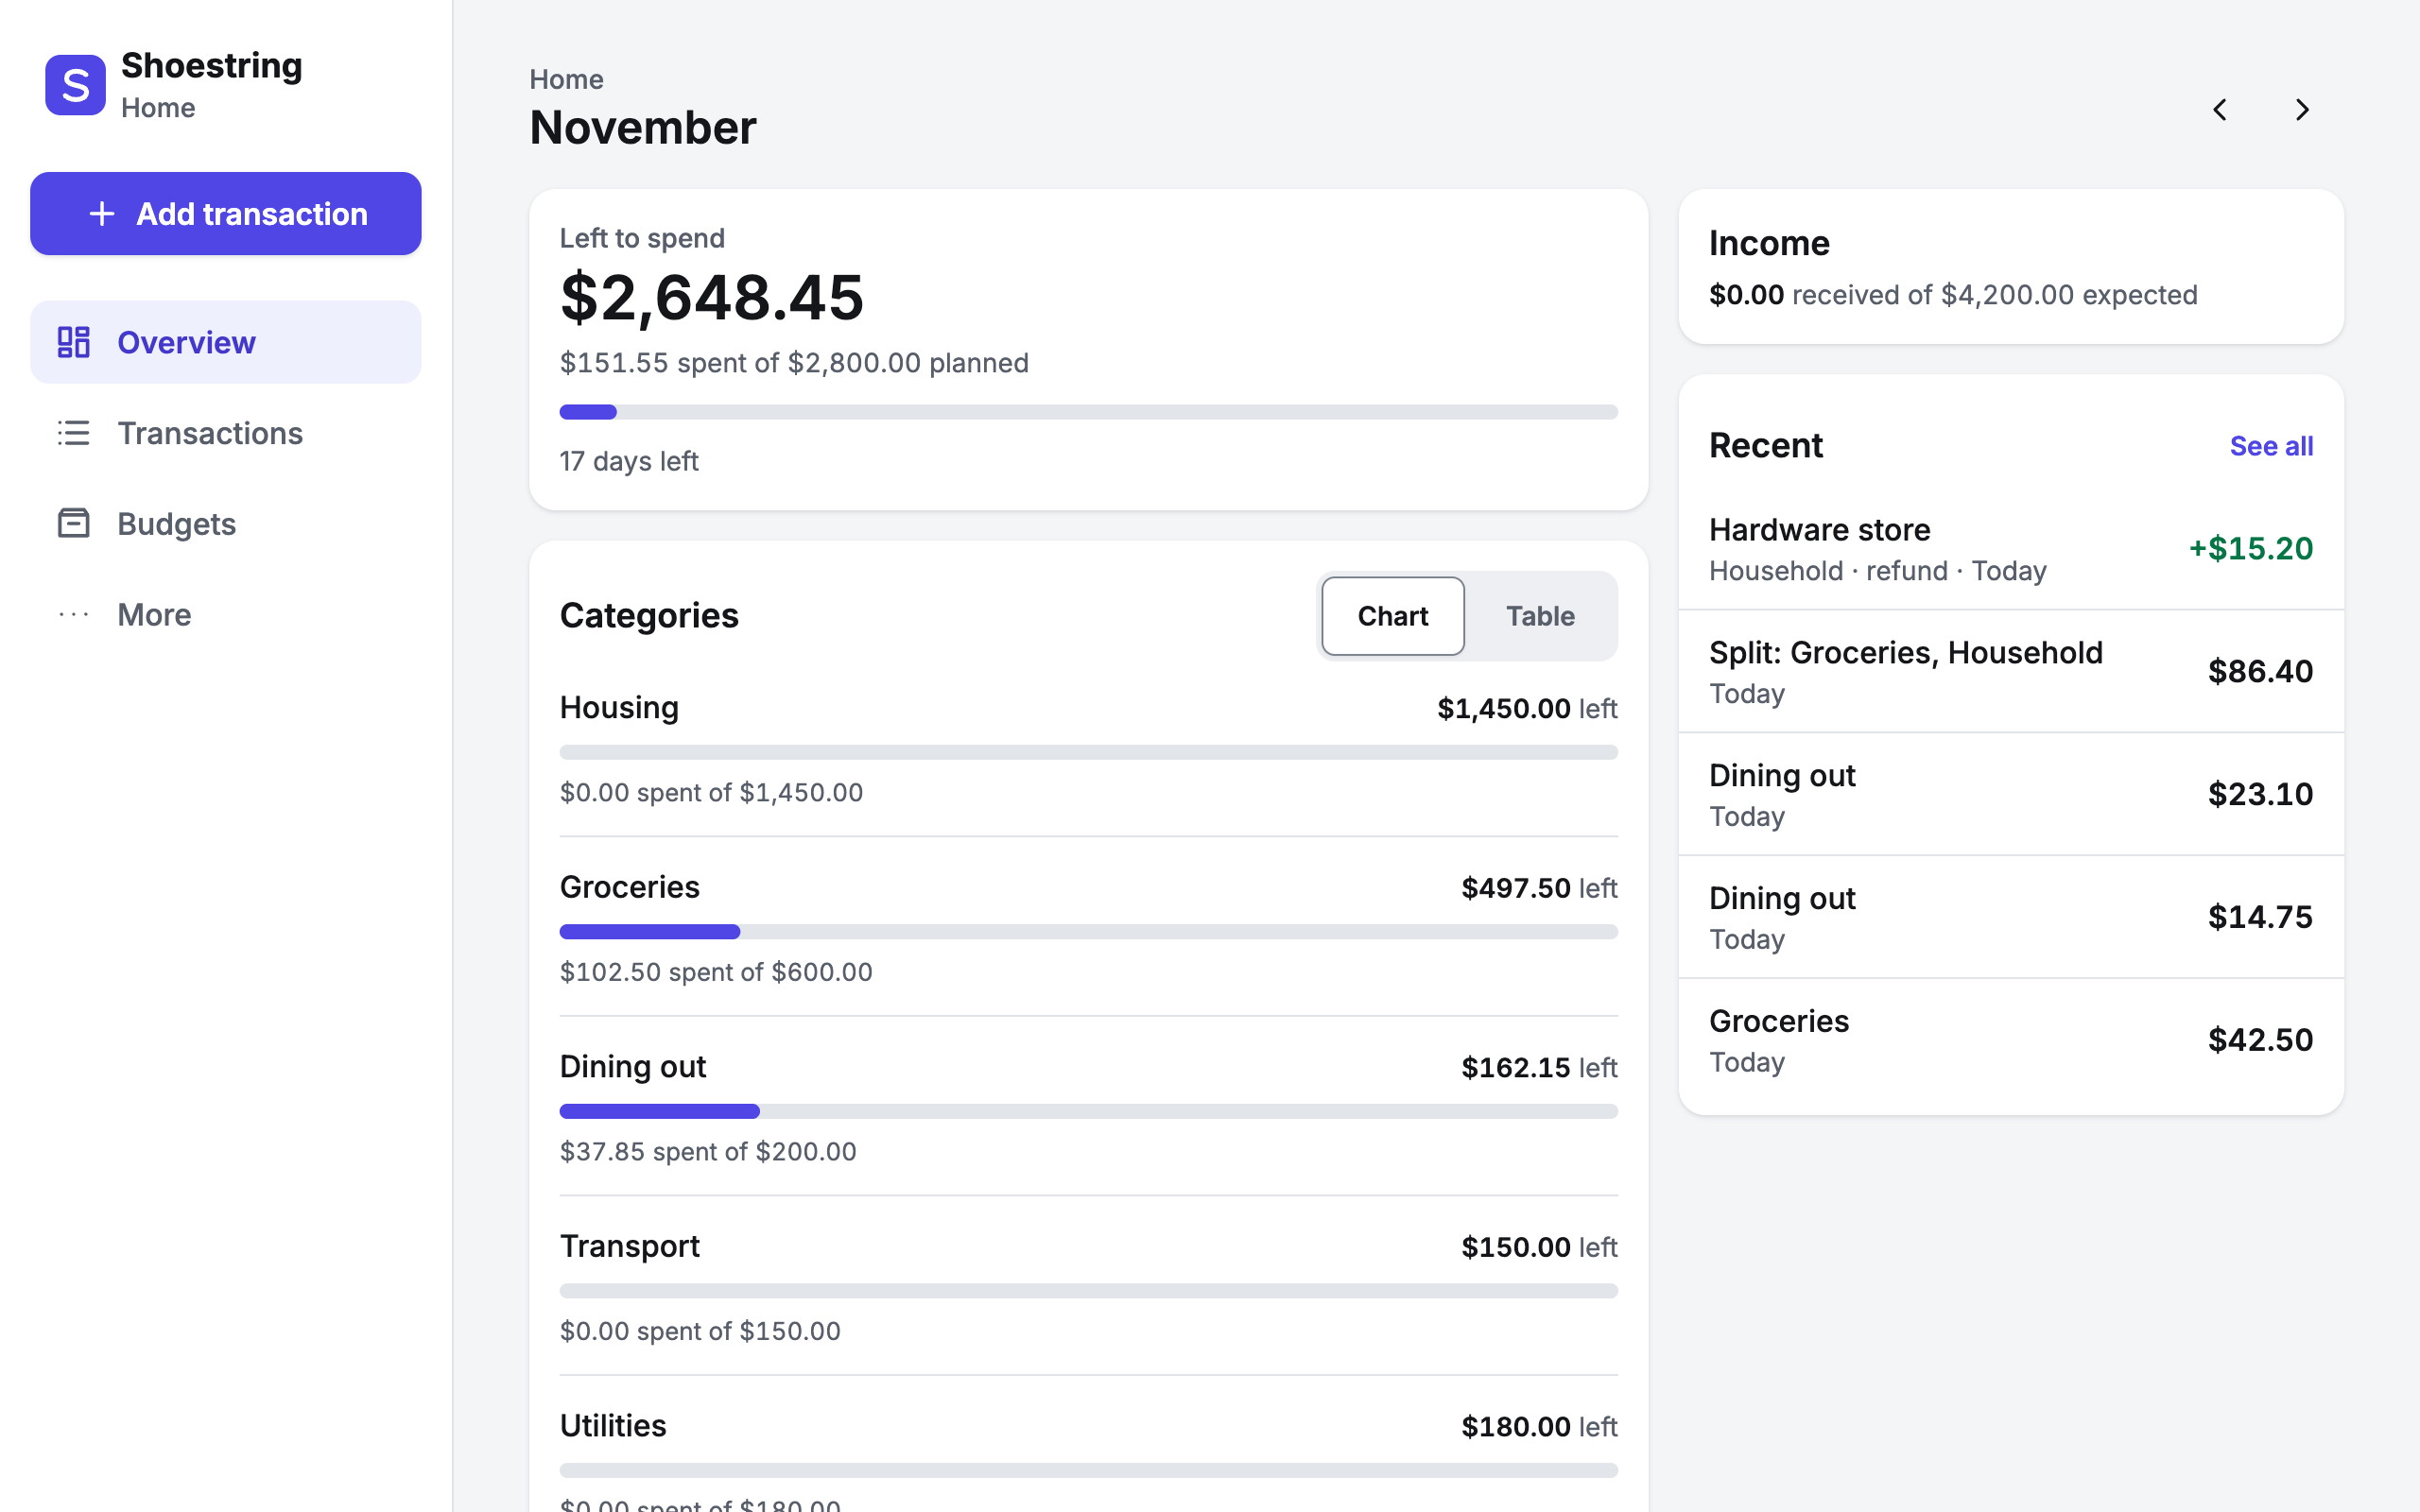 S
Shoestring
Home
Add transaction
Overview
Transactions
Budgets
More
Home
November
Left to spend
$2,648.45
$151.55 spent of $2,800.00 planned
17 days left
Categories
Chart
Table
Housing
$1,450.00 left
$0.00 spent of $1,450.00
Groceries
$497.50 left
$102.50 spent of $600.00
Dining out
$162.15 left
$37.85 spent of $200.00
Transport
$150.00 left
$0.00 spent of $150.00
Utilities
$180.00 left
$0.00 spent of $180.00
Income
$0.00 received of $4,200.00 expected
Recent
See all
Hardware store
Household · refund · Today
+$15.20
Split: Groceries, Household
Today
$86.40
Dining out
Today
$23.10
Dining out
Today
$14.75
Groceries
Today
$42.50